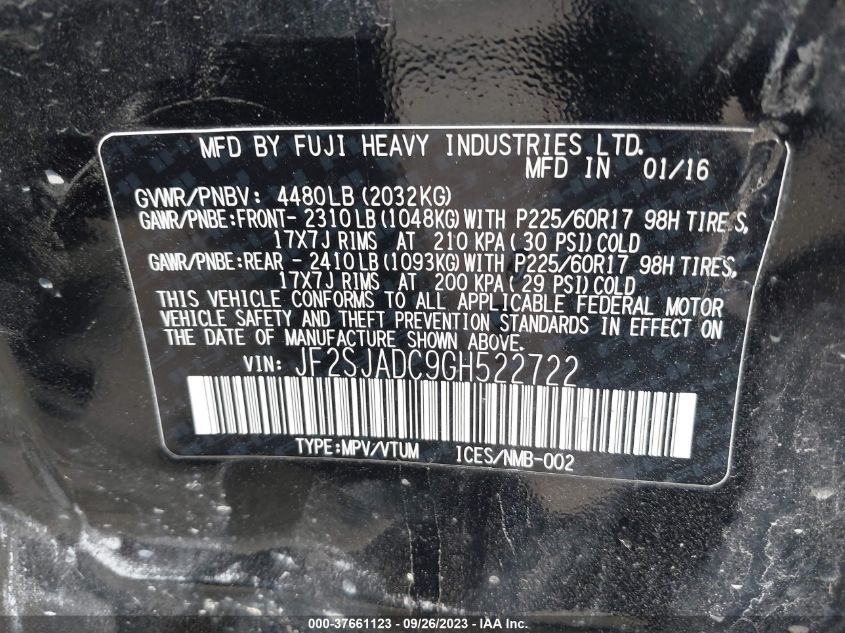 MFD BY FUJI HEAVY INDUSTRIES LTD.
MFD IN 01/16
GVWR/PNBV: 4480LB(2032KG)
GAWR/PNBE:FRONT- 2310LB(1048KG)WITH P225/60R17 98H TIRES,
17X7J RIMS AT 210 KPA(30 PSI)COLD
GAWR/PNBE:REAR -2410LB(1093KG)WITH P225/60R17 98H TIRES,
17X7J RIMS AT 200 KPA(29 PSI)COLD
THIS VEHICLE CONFORMS TO ALL APPLICABLE FEDERAL MOTOR
VEHICLE SAFETY AND THEFT PREVENTION STANDARDS IN EFFECT ON
THE DATE OF MANUFACTURE SHOWN ABOVE.
VIN: JF2SJADC9GH522722
TYPE:MPV/VTUM ICES/NMB-002
000-37661123 - 09/26/2023 - IAA Inc.